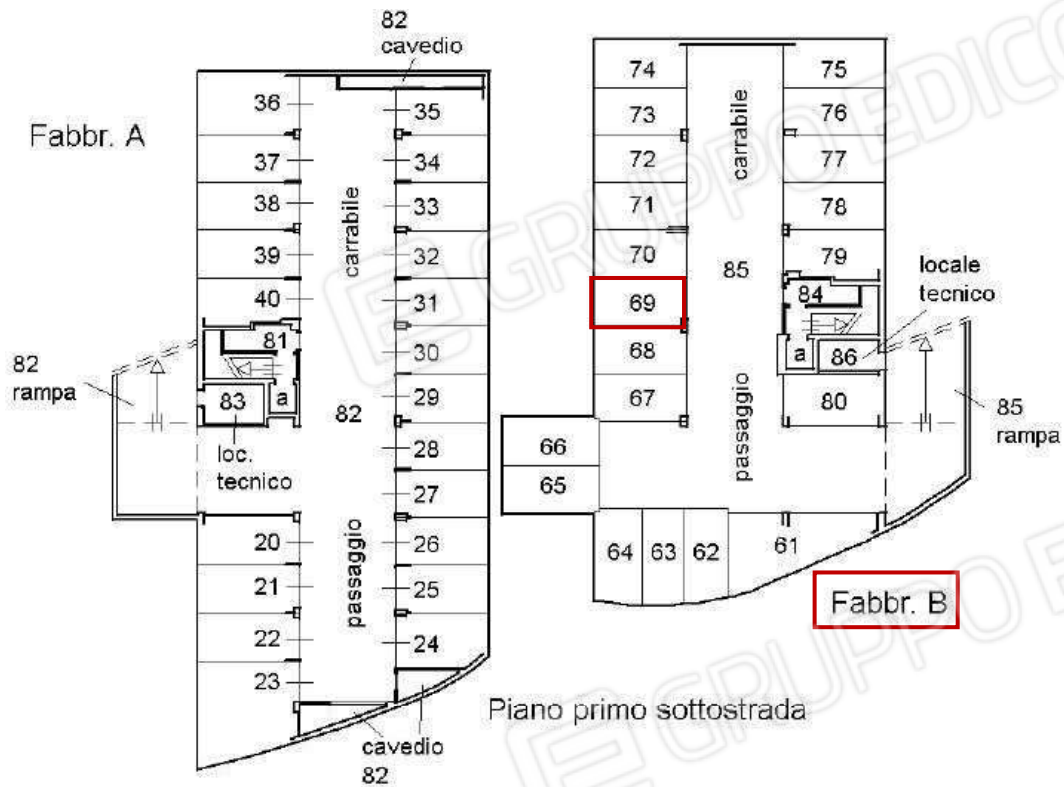 82
cavedio
Fabbr. A
36
35
37
34
38
33
39
32
40
31
carrabile
81
30
82
rampa
83
a
82
29
loc.
tecnico
28
27
20
26
21
25
passaggio
22
24
23
cavedio
82
74
75
73
76
carrabile
72
77
71
78
70
85
79
locale
tecnico
69
84
68
a
86
67
80
85
rampa
66
passaggio
65
64
63
62
61
Fabbr. B
Piano primo sottostrada
GRUPPO EDICO
GRUPPO E